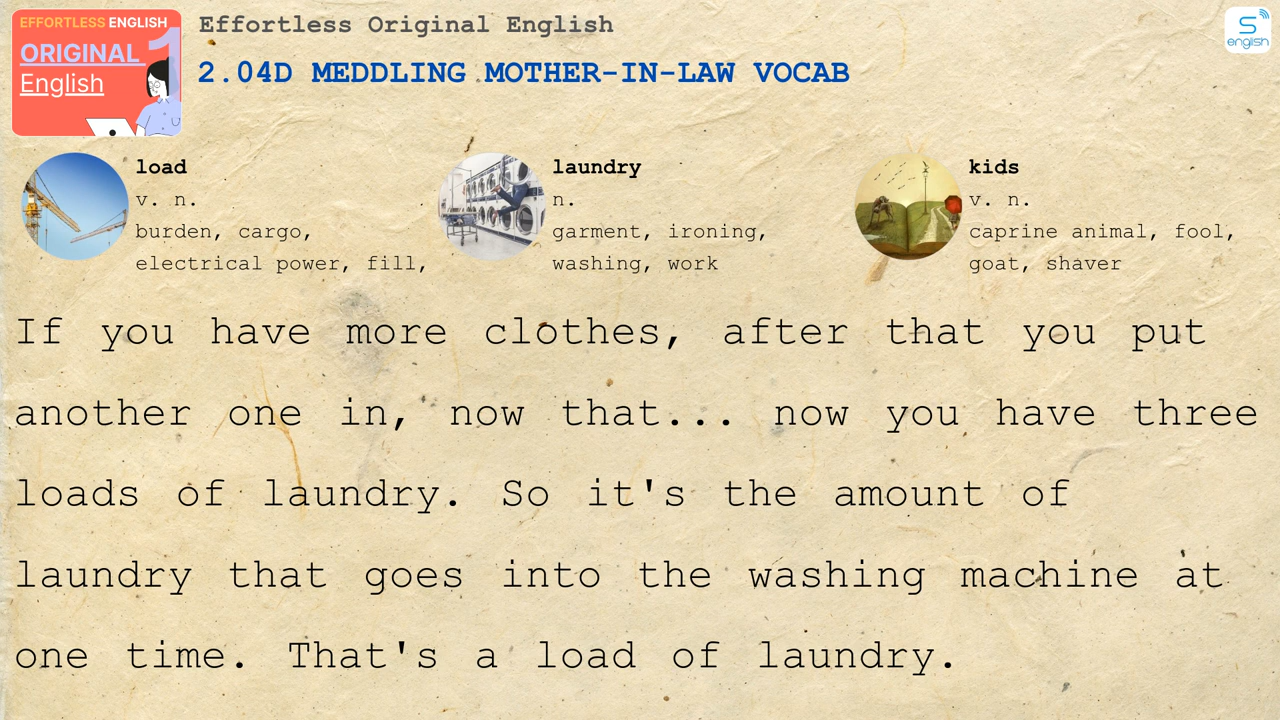 EFFORTLESS ENGLISH
ORIGINAL 1
English
Effortless Original English
2.04D MEDDLING MOTHER-IN-LAW VOCAB
S
english
load
v. n.
burden, cargo,
electrical power, fill,
laundry
n.
garment, ironing,
washing, work
kids
v. n.
caprine animal, fool,
goat, shaver
If you have more clothes, after that you put
another one in, now that... now you have three
loads of laundry. So it's the amount of
laundry that goes into the washing machine at
one time. That's a load of laundry.